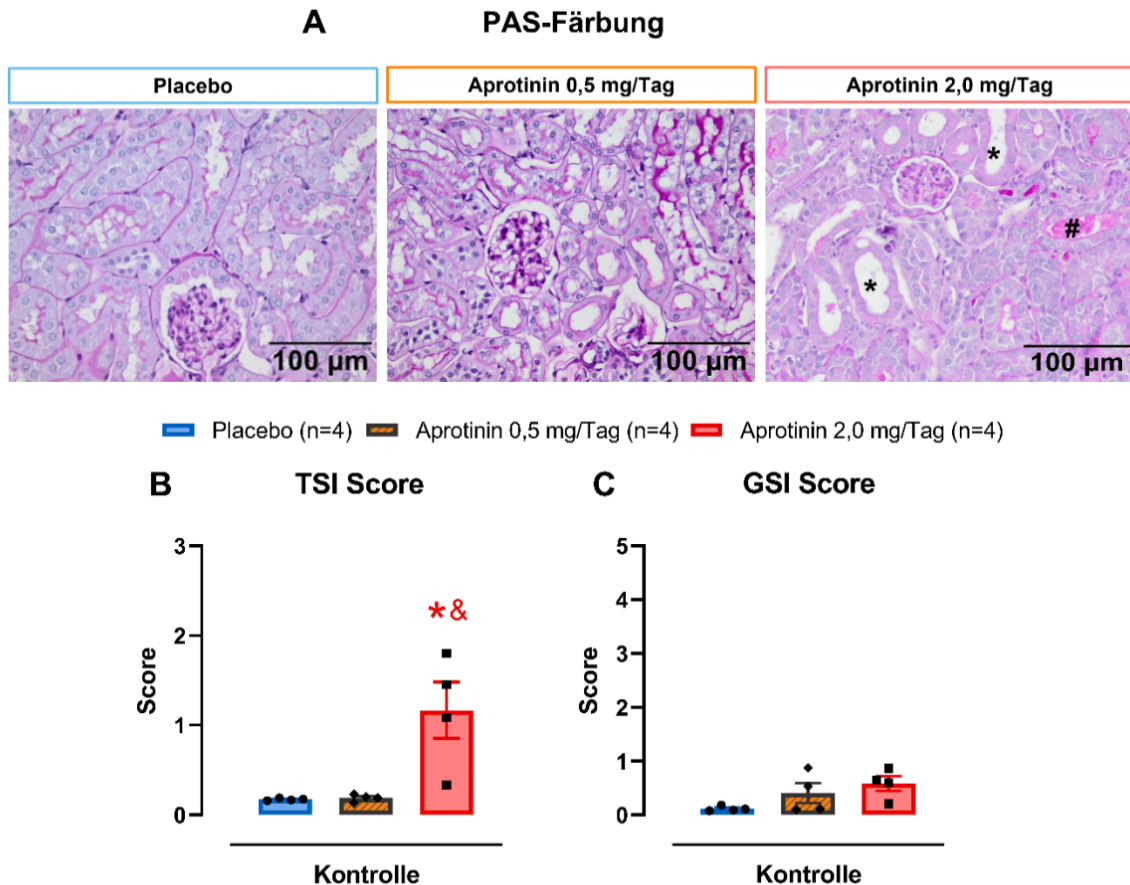 A PAS-Färbung
Placebo Aprotinin 0,5 mg/Tag Aprotinin 2,0 mg/Tag
*
#
*
100 µm 100 µm 100 µm
Placebo (n=4) Aprotinin 0,5 mg/Tag (n=4) Aprotinin 2,0 mg/Tag (n=4)
B TSI Score
3
2
1
0
Score
*&
Kontrolle
C GSI Score
5
4
3
2
1
0
Score
Kontrolle